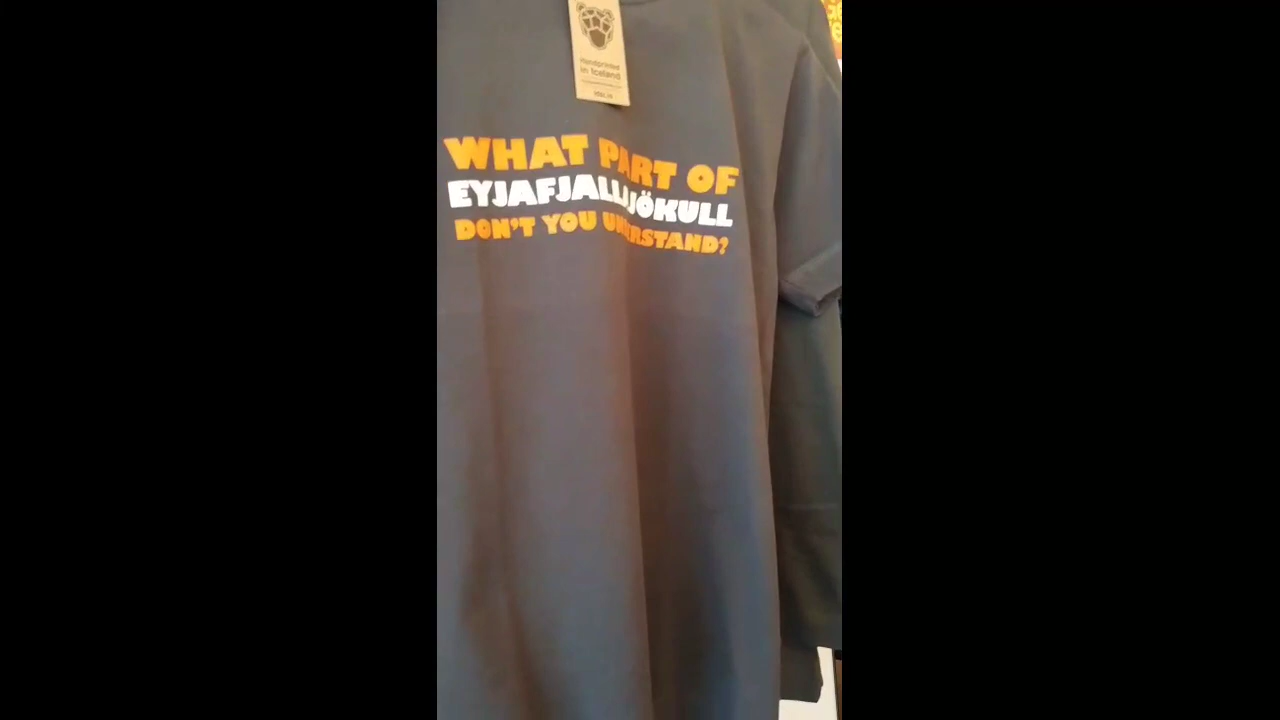 Handprinted
in Iceland
WHAT PART OF
EYJAFJALLAJÖKULL
DON'T YOU UNDERSTAND?